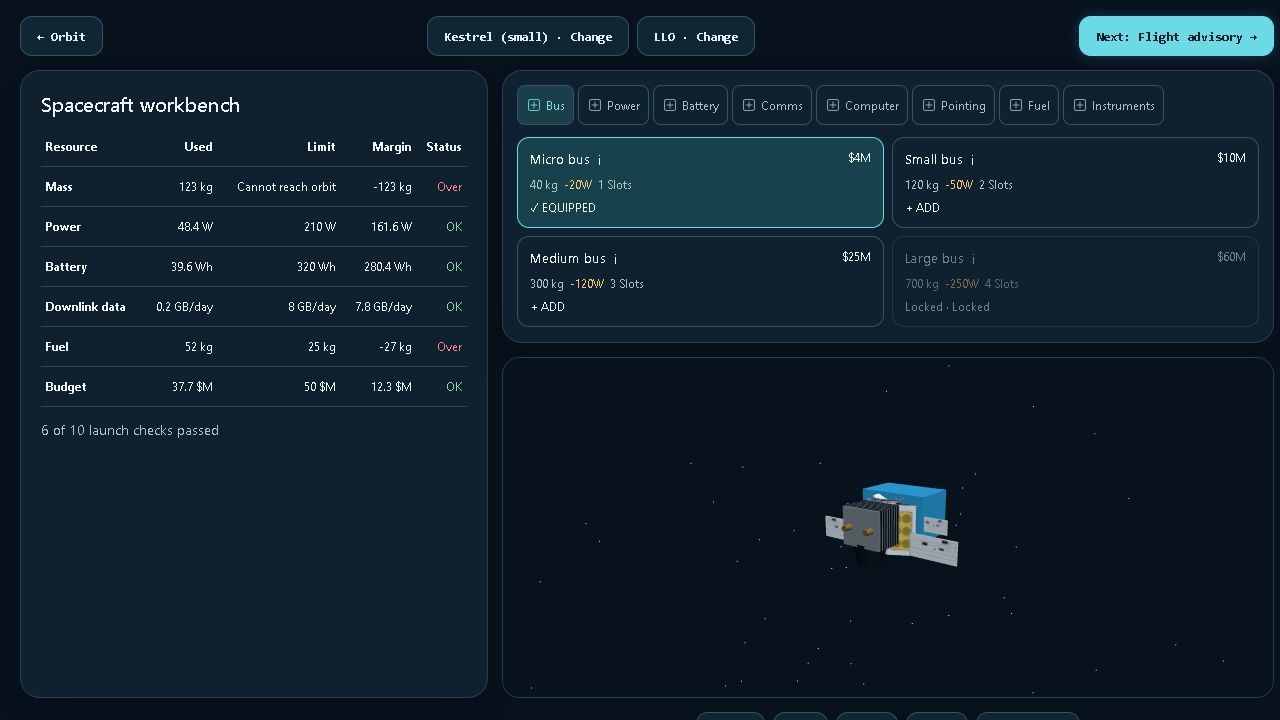 ← Orbit
Kestrel (small) · Change
LLO · Change
Next: Flight advisory →
Spacecraft workbench
Resource Used Limit Margin Status
Mass 123 kg Cannot reach orbit -123 kg Over
Power 48.4 W 210 W 161.6 W OK
Battery 39.6 Wh 320 Wh 280.4 Wh OK
Downlink data 0.2 GB/day 8 GB/day 7.8 GB/day OK
Fuel 52 kg 25 kg -27 kg Over
Budget 37.7 $M 50 $M 12.3 $M OK
6 of 10 launch checks passed
Bus Power Battery Comms Computer Pointing Fuel Instruments
Micro bus i $4M
40 kg -20W 1 Slots
✓ EQUIPPED
Small bus i $10M
120 kg -50W 2 Slots
+ ADD
Medium bus i $25M
300 kg -120W 3 Slots
+ ADD
Large bus i $60M
700 kg -250W 4 Slots
Locked · Locked